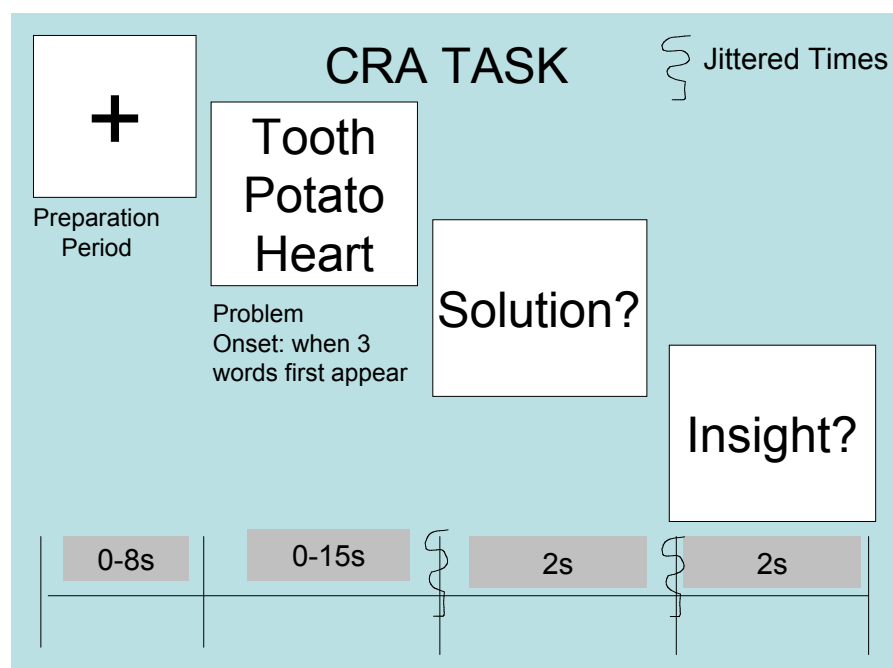 CRA TASK
Jittered Times
+
Preparation
Period
Tooth
Potato
Heart
Problem
Onset: when 3
words first appear
Solution?
Insight?
0-8s
0-15s
2s
2s